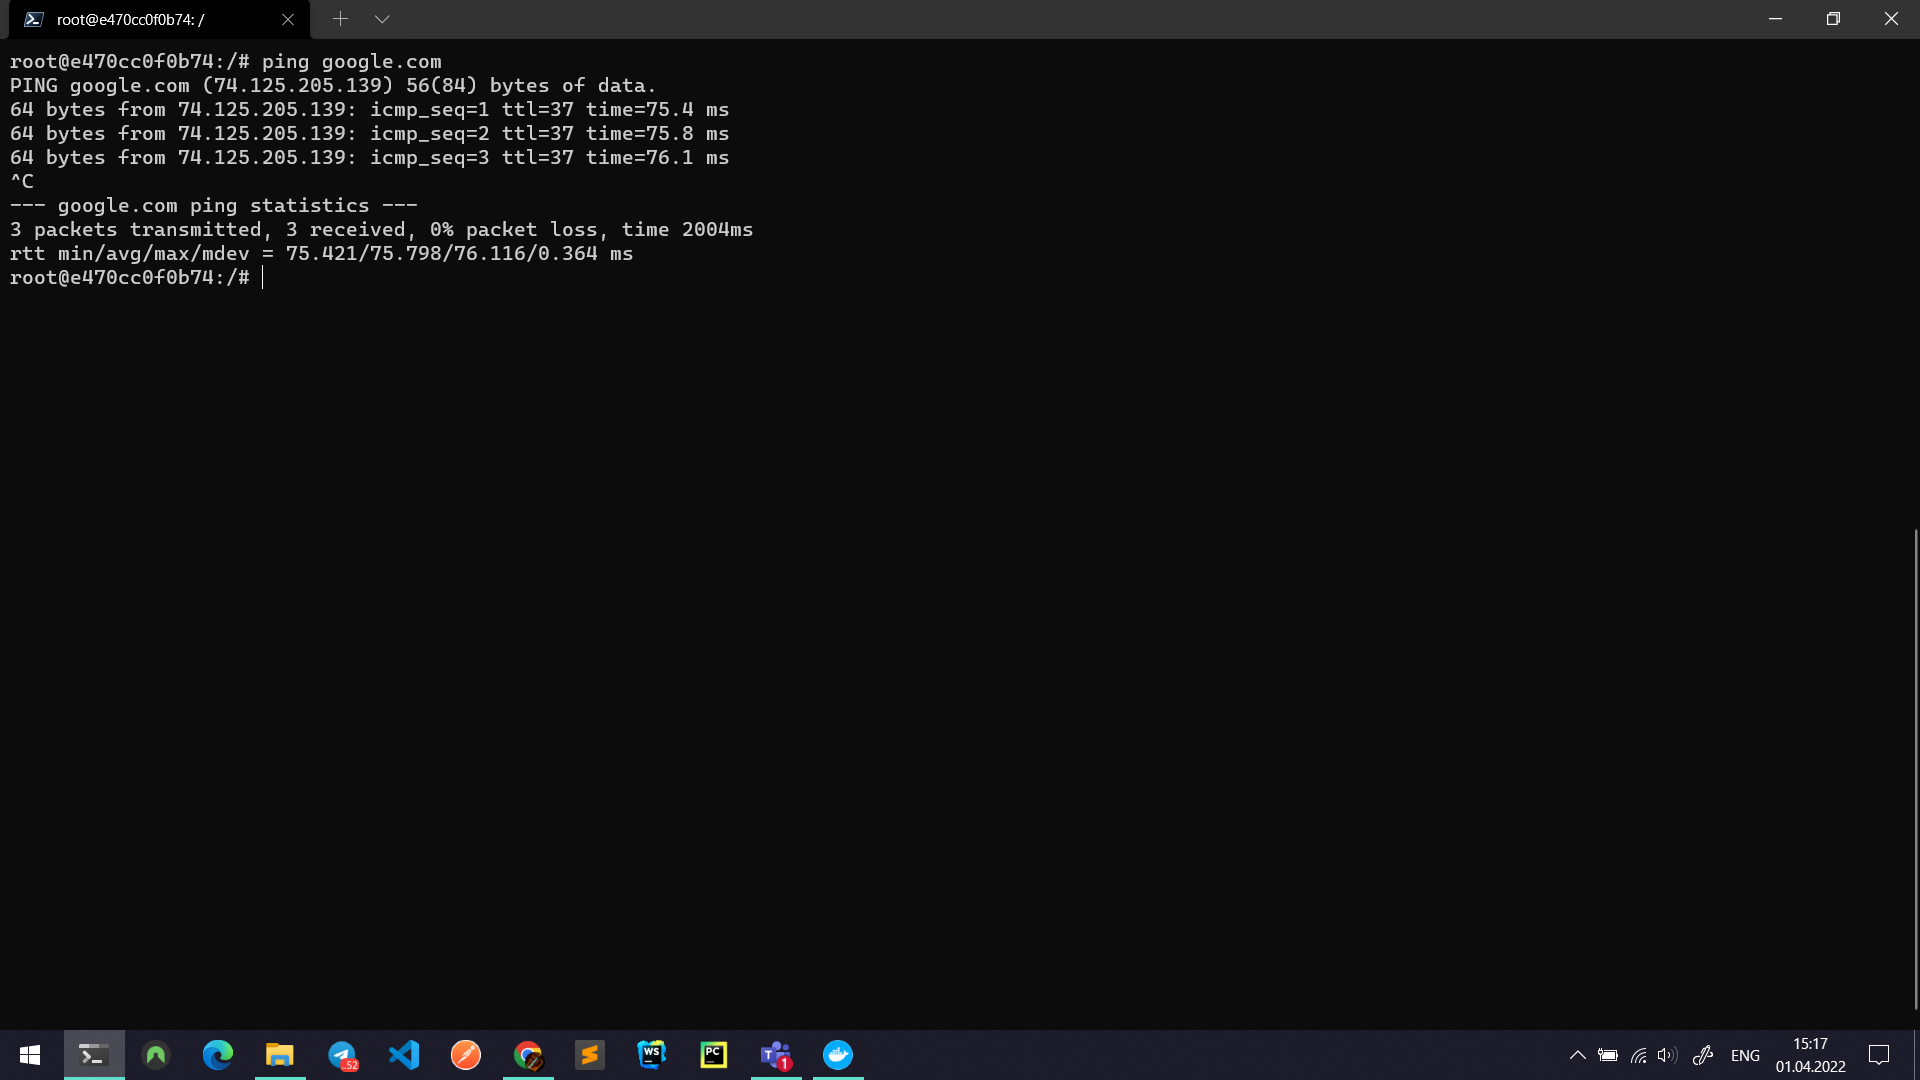 root@e470cc0f0b74: /
root@e470cc0f0b74:/# ping google.com
PING google.com (74.125.205.139) 56(84) bytes of data.
64 bytes from 74.125.205.139: icmp_seq=1 ttl=37 time=75.4 ms
64 bytes from 74.125.205.139: icmp_seq=2 ttl=37 time=75.8 ms
64 bytes from 74.125.205.139: icmp_seq=3 ttl=37 time=76.1 ms
^C
--- google.com ping statistics ---
3 packets transmitted, 3 received, 0% packet loss, time 2004ms
rtt min/avg/max/mdev = 75.421/75.798/76.116/0.364 ms
root@e470cc0f0b74:/#
..52
WS
PC
T
1
ENG
15:17
01.04.2022